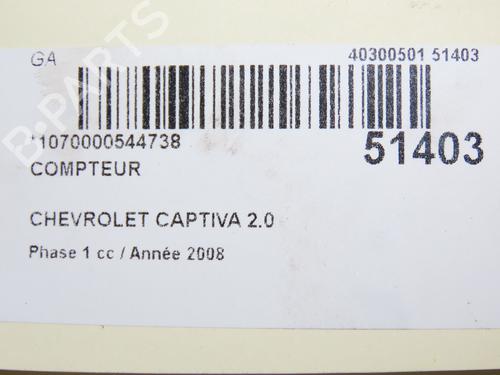 GA 40300501 51403
*1070000544738 51403
COMPTEUR
CHEVROLET CAPTIVA 2.0
Phase 1 cc / Année 2008
B-PARTS